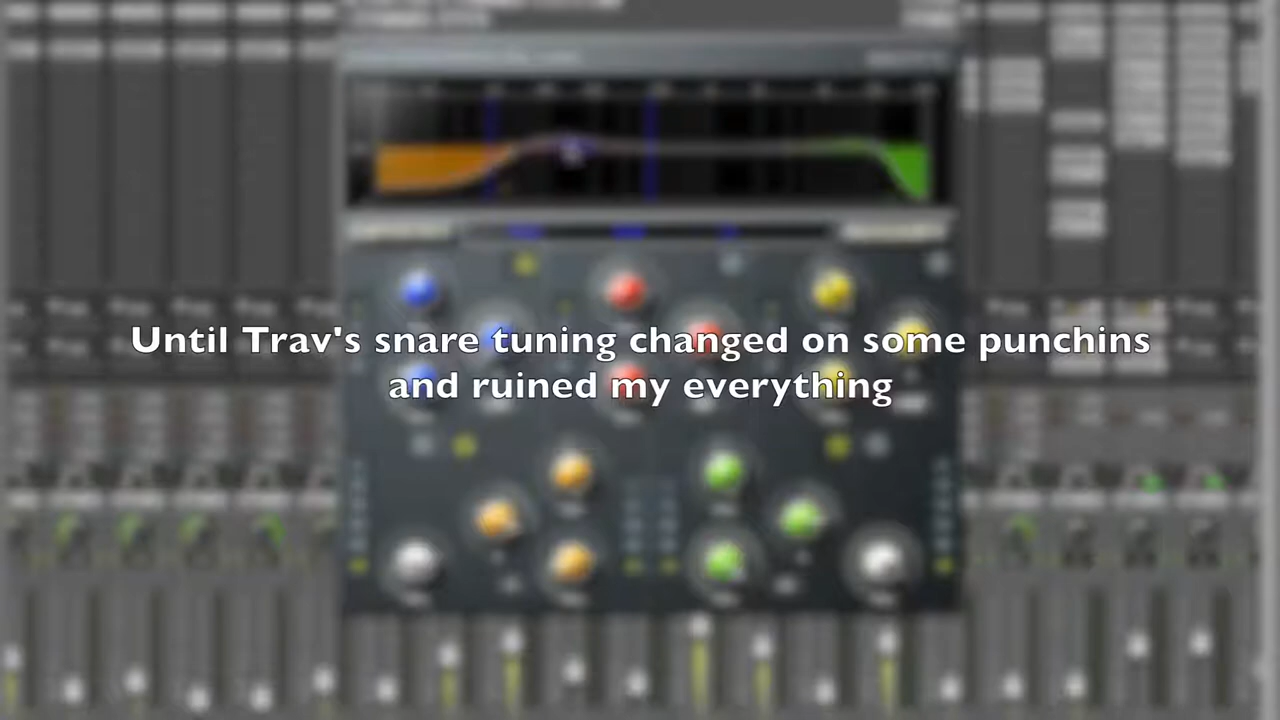 Until Trav's snare tuning changed on some punchins
and ruined my everything